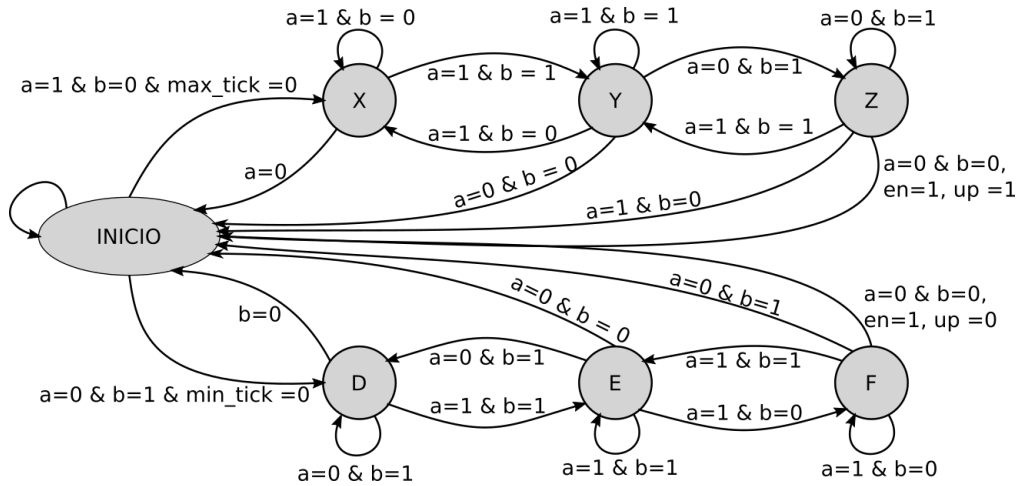 a=1 & b = 0
a=1 & b = 1
a=0 & b=1
a=1 & b=0 & max_tick =0
X
a=1 & b = 1
Y
a=0 & b=1
Z
a=1 & b = 0
a=1 & b = 1
a=0
a=0 & b = 0
a=1 & b=0
a=0 & b=0,
en=1, up =1
INICIO
b=0
a=0 & b = 0
a=0 & b=1
a=0 & b=0,
en=1, up =0
a=0 & b=1 & min_tick =0
D
a=0 & b=1
E
a=1 & b=1
F
a=1 & b=1
a=1 & b=0
a=0 & b=1
a=1 & b=1
a=1 & b=0